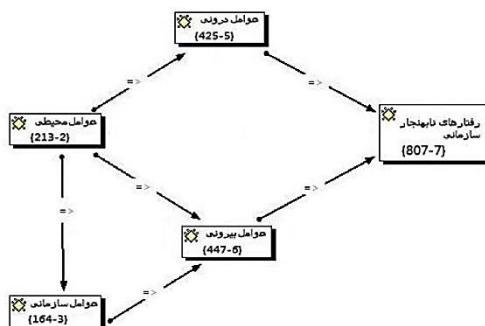 عوامل درونی
{425-5}
=>
=>
عوامل محیطی
{213-2}
رفتارهای نابهنجار
سازمانی
{807-7}
=>
=>
=>
عوامل بیرونی
{447-6}
=>
عوامل سازمانی
{164-3}